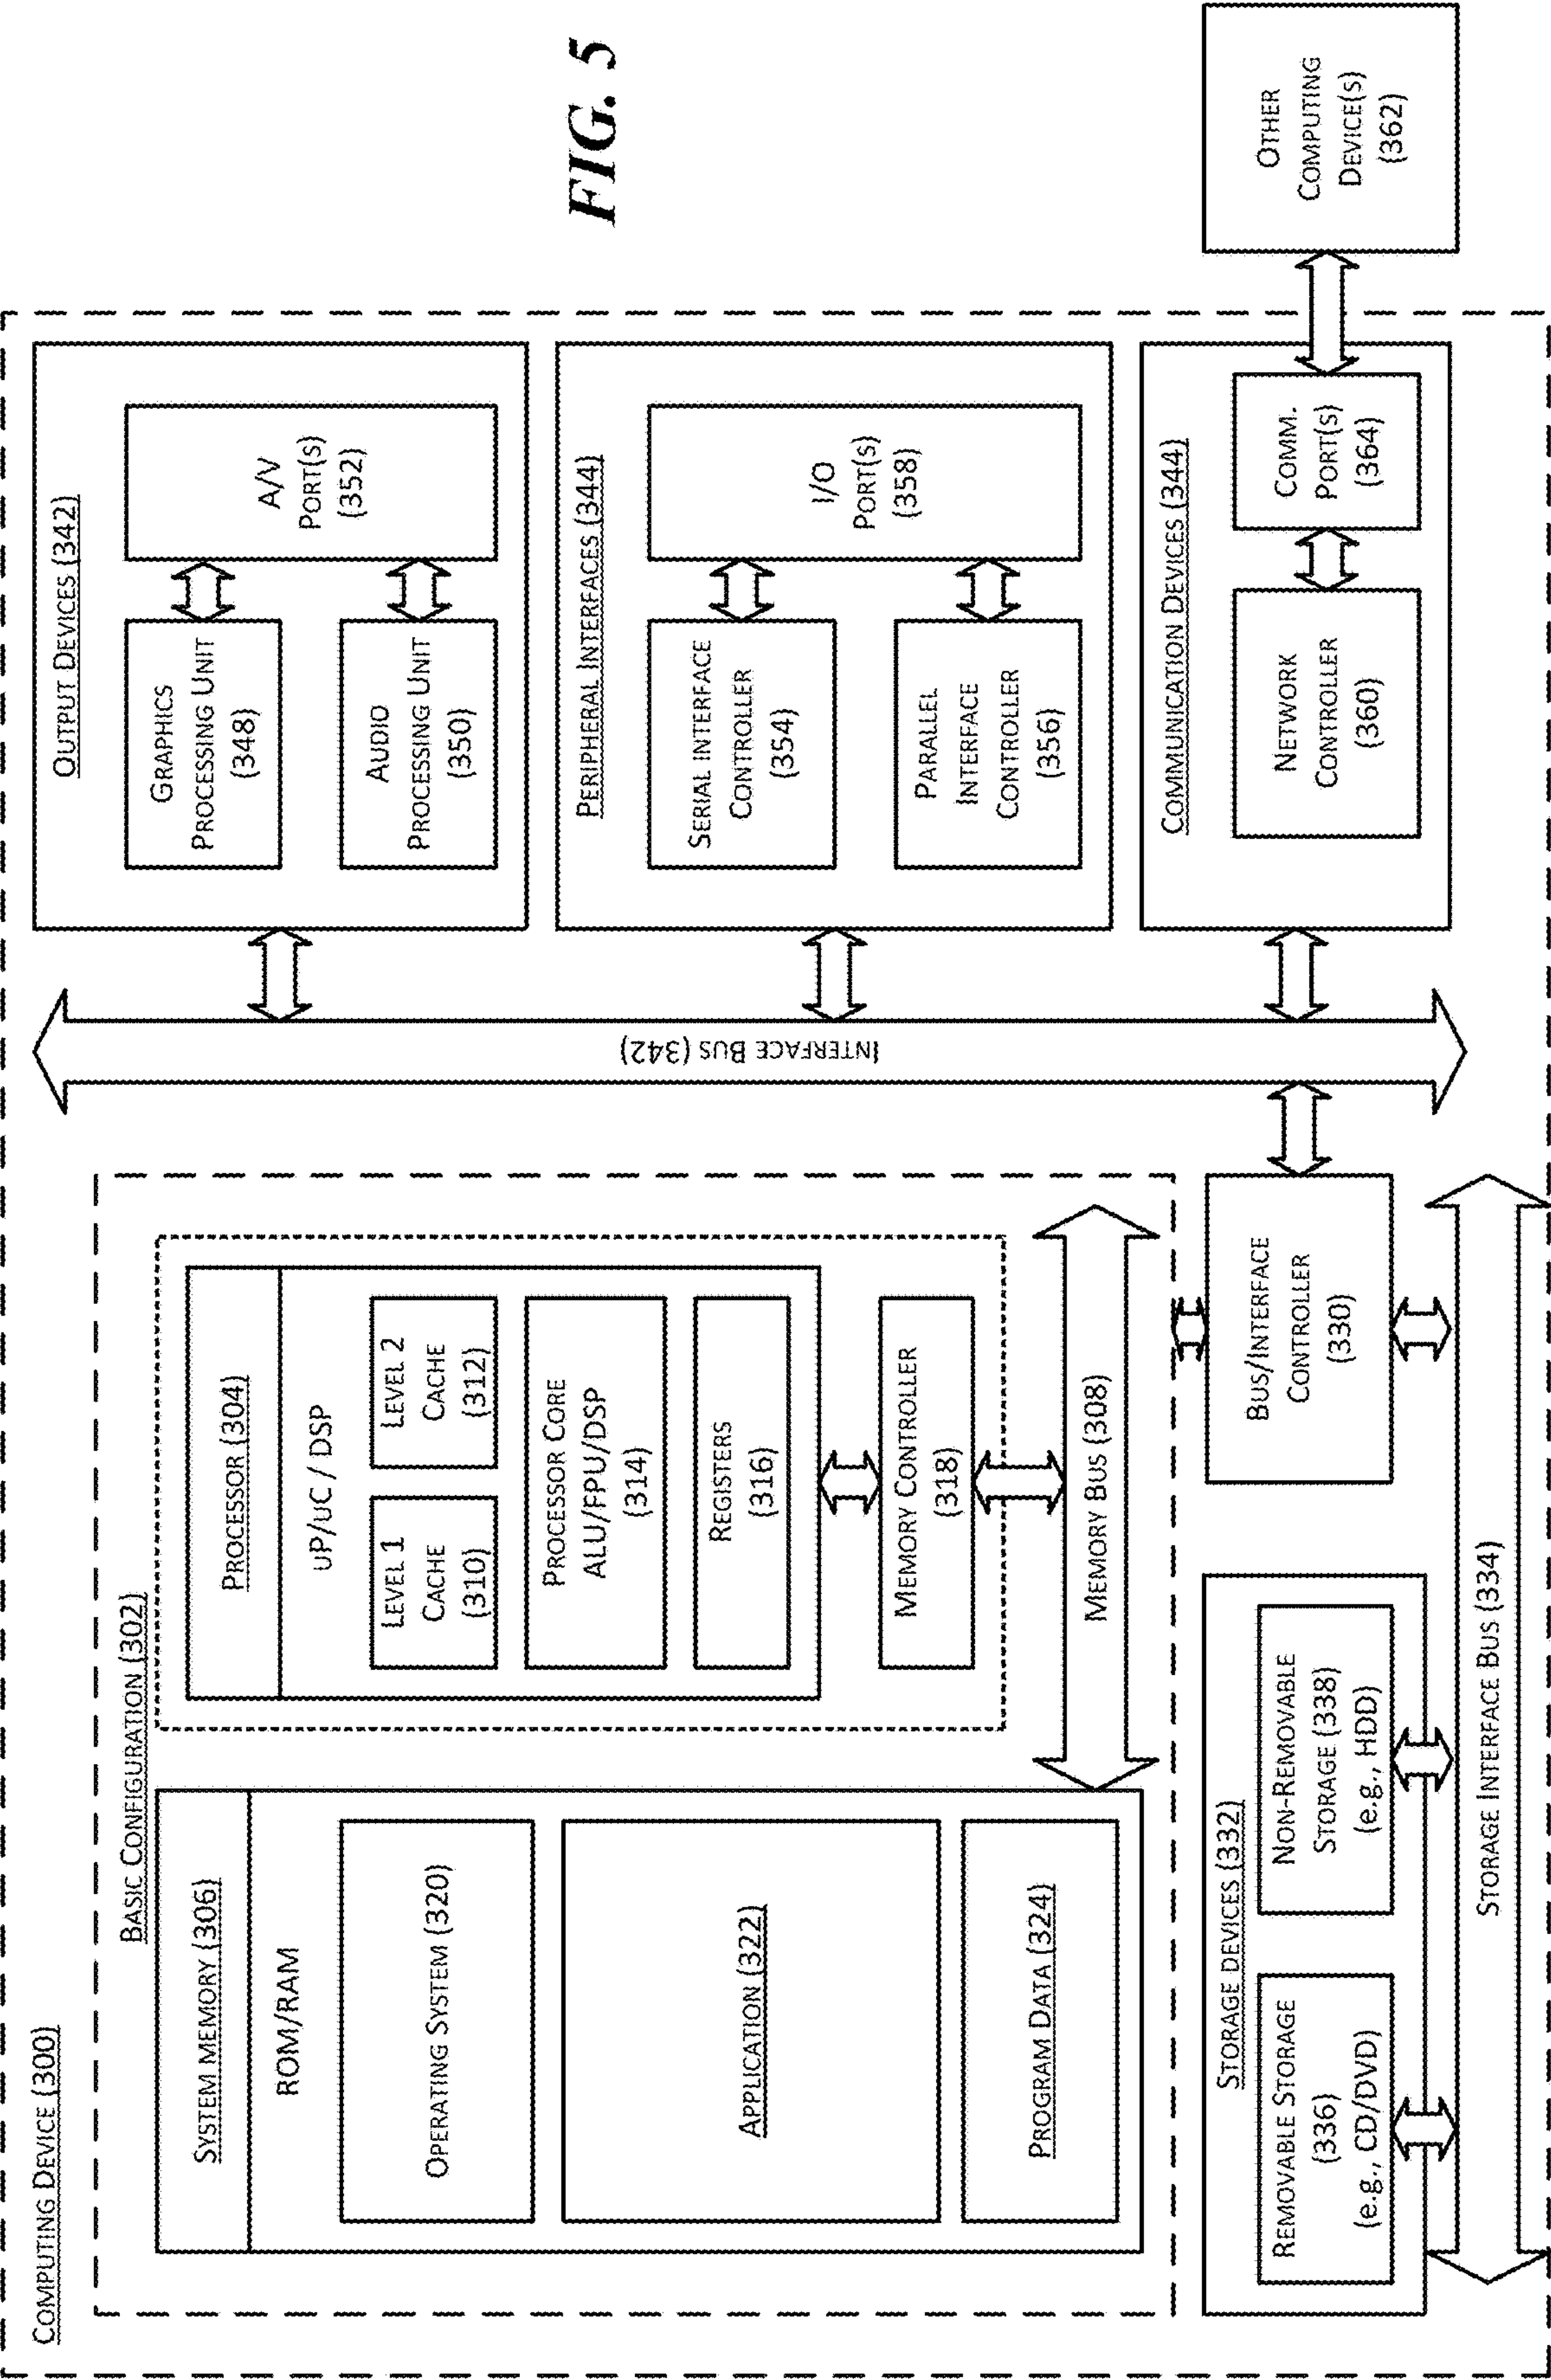 COMPUTING DEVICE (300)
BASIC CONFIGURATION (302)
SYSTEM MEMORY (306)
ROM/RAM
OPERATING SYSTEM (320)
APPLICATION (322)
PROGRAM DATA (324)
PROCESSOR (304)
UP/UC / DSP
LEVEL 1
CACHE
(310)
LEVEL 2
CACHE
(312)
PROCESSOR CORE
ALU/FPU/DSP
(314)
REGISTERS
(316)
MEMORY CONTROLLER
(318)
MEMORY BUS (308)
STORAGE DEVICES (332)
REMOVABLE STORAGE
(336)
(e.g., CD/DVD)
NON-REMOVABLE
STORAGE (338)
(e.g., HDD)
BUS/INTERFACE
CONTROLLER
(330)
STORAGE INTERFACE BUS (334)
INTERFACE BUS (342)
OUTPUT DEVICES (342)
GRAPHICS
PROCESSING UNIT
(348)
AUDIO
PROCESSING UNIT
(350)
A/V
PORT(S)
(352)
PERIPHERAL INTERFACES (344)
SERIAL INTERFACE
CONTROLLER
(354)
PARALLEL
INTERFACE
CONTROLLER
(356)
I/O
PORT(S)
(358)
COMMUNICATION DEVICES (344)
NETWORK
CONTROLLER
(360)
COMM.
PORT(S)
(364)
OTHER
COMPUTING
DEVICE(S)
(362)
FIG. 5